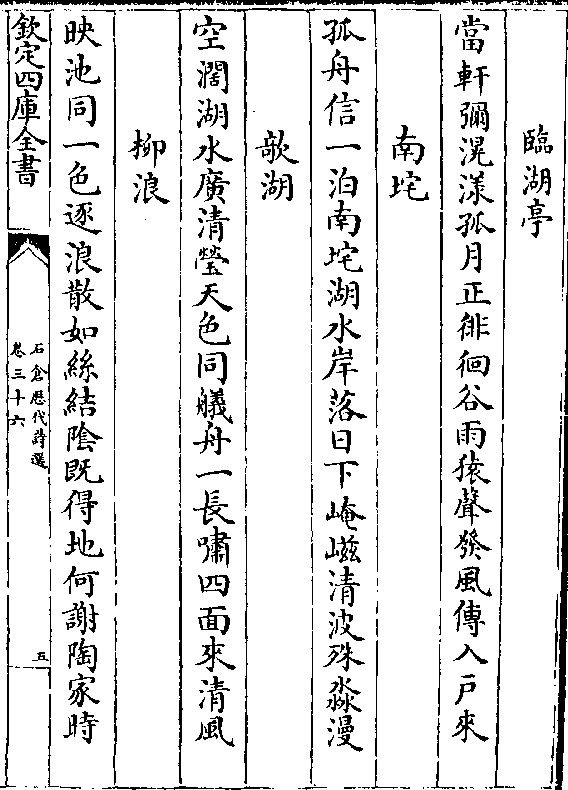 臨湖亭
當軒彌滉漾孤月正徘徊谷雨猿聲發風傳入戸來
南垞
孤舟信一泊南垞湖水岸落日下崦嵫清波殊淼漫
欹湖
空濶湖水廣清瑩天色同艤舟一長嘯四面來清風
柳浪
映池同一色逐浪散如絲結隂既得地何謝陶家時
欽定四庫全書
石倉歴代詩選
卷三十六
五